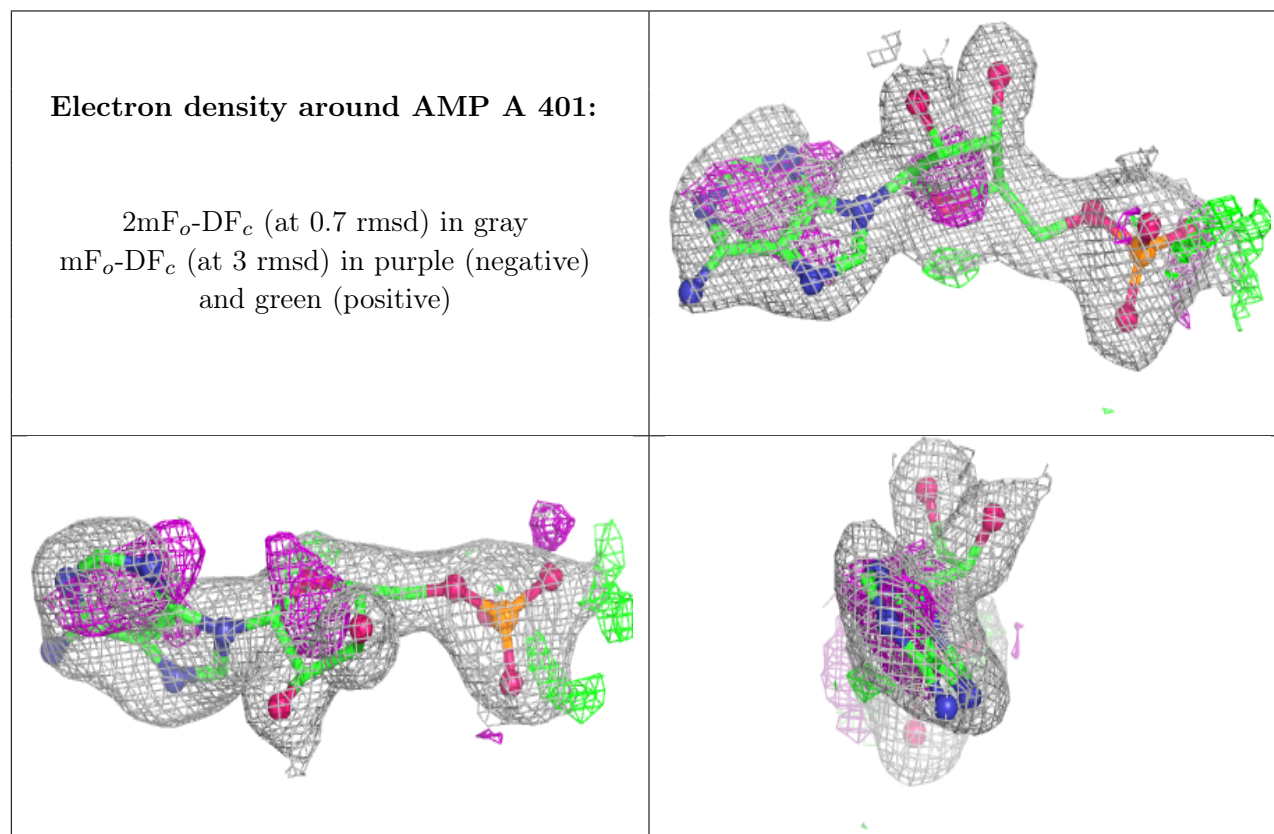 Electron density around AMP A 401:
2mFo-DFc (at 0.7 rmsd) in gray
mFo-DFc (at 3 rmsd) in purple (negative)
and green (positive)